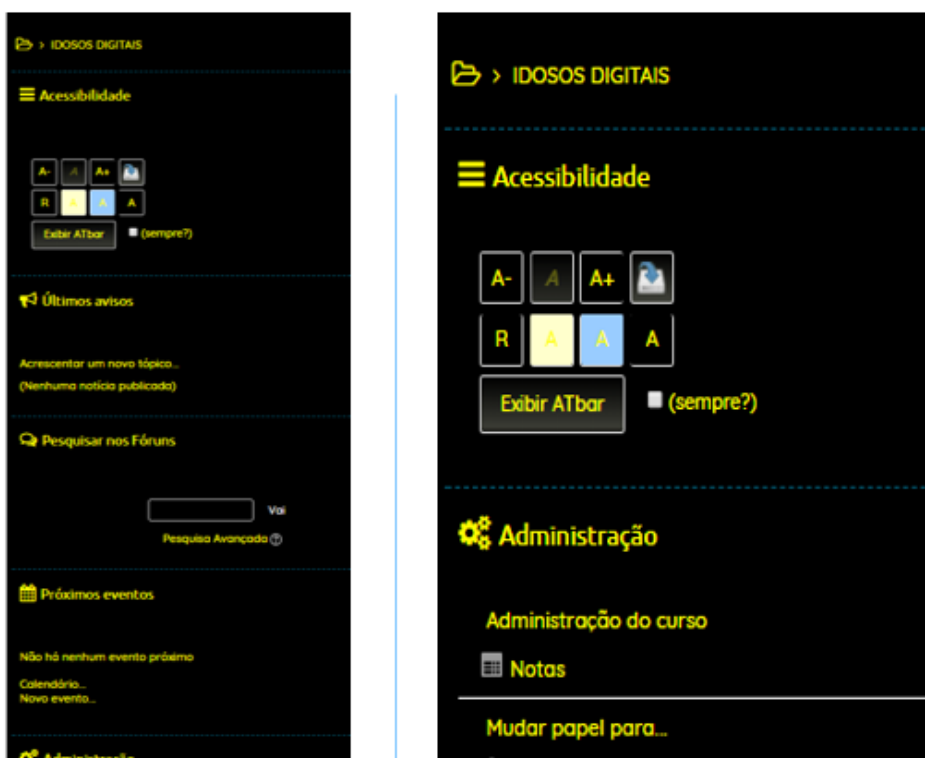 > IDOSOS DIGITAIS
Acessibilidade
A- A A+
R A A A
Exibir ATbar (sempre?)
Últimos avisos
Acrescentar um novo tópico...
(Nenhuma notícia publicada)
Pesquisar nos Fóruns
Vai
Pesquisa Avançada ?
Próximos eventos
Não há nenhum evento próximo
Calendário...
Novo evento...
Administração
> IDOSOS DIGITAIS
Acessibilidade
A- A A+
R A A A
Exibir ATbar (sempre?)
Administração
Administração do curso
Notas
Mudar papel para...